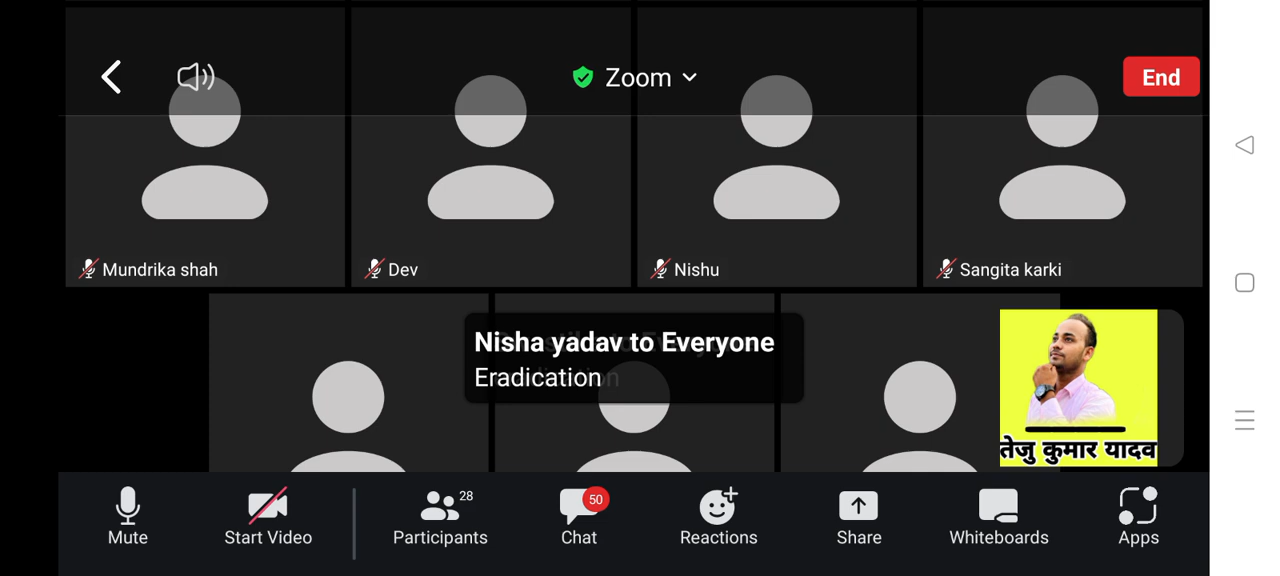 Zoom
End
Mundrika shah
Dev
Nishu
Sangita karki
Nisha yadav to Everyone
Eradication
तेजु कुमार यादव
28
50
Mute
Start Video
Participants
Chat
Reactions
Share
Whiteboards
Apps